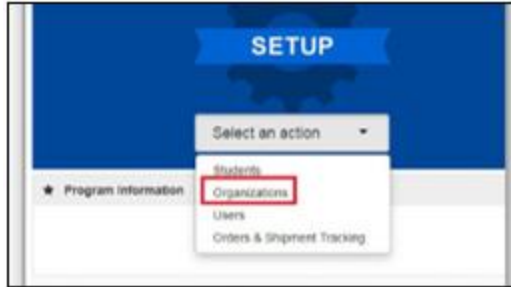 SETUP
Select an action
Students
★ Program Information
Organizations
Users
Orders & Shipment Tracking